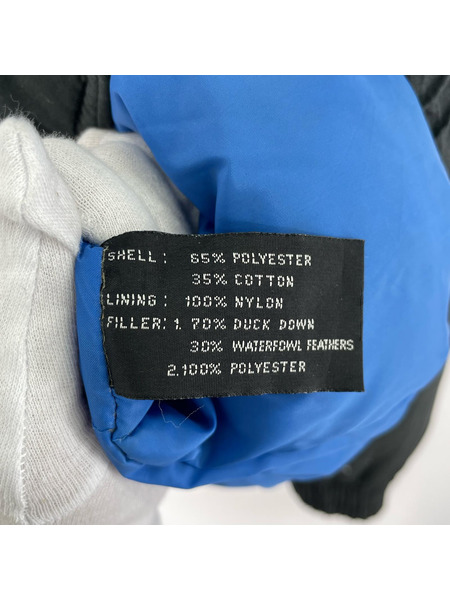 SHELL: 65% POLYESTER
35% COTTON
LINING: 100% NYLON
FILLER: 1. 70% DUCK DOWN
30% WATERFOWL FEATHERS
2.100% POLYESTER